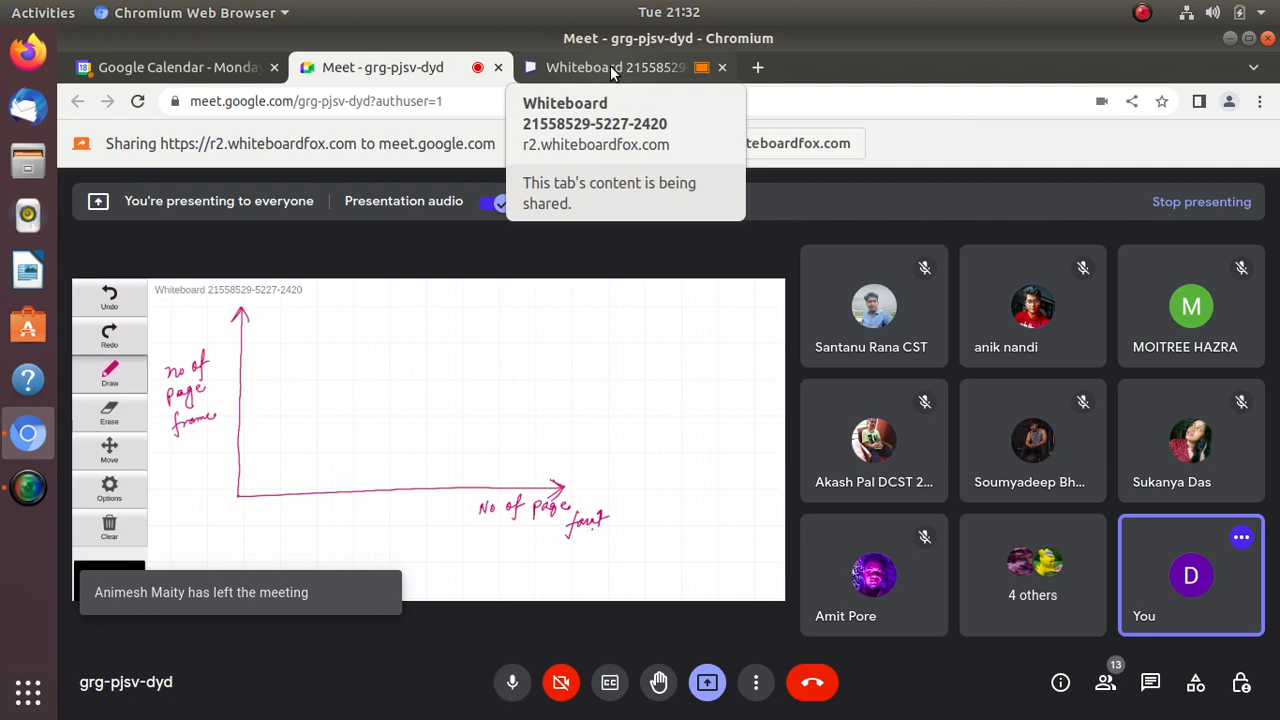 Activities
Chromium Web Browser
Tue 21:32
Meet - grg-pjsv-dyd - Chromium
Google Calendar - Monda
Meet - grg-pjsv-dyd
Whiteboard 21558529
meet.google.com/grg-pjsv-dyd?authuser=1
Whiteboard
21558529-5227-2420
r2.whiteboardfox.com
This tab's content is being
shared.
Sharing https://r2.whiteboardfox.com to meet.google.com
teboardfox.com
You're presenting to everyone
Presentation audio
Stop presenting
Whiteboard 21558529-5227-2420
Undo
Redo
Draw
Erase
Move
Options
Clear
no of
page
frame
No of page
Santanu Rana CST
anik nandi
M
MOITREE HAZRA
Akash Pal DCST 2...
Soumyadeep Bh...
Sukanya Das
Amit Pore
4 others
D
You
Animesh Maity has left the meeting
grg-pjsv-dyd
13